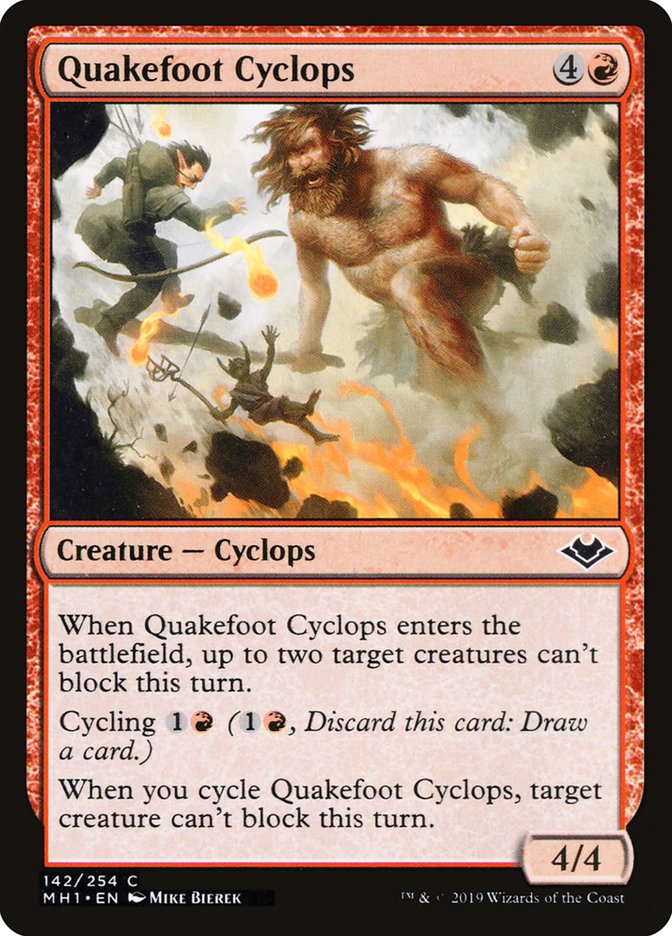 Quakefoot Cyclops 4
Creature — Cyclops
When Quakefoot Cyclops enters the
battlefield, up to two target creatures can't
block this turn.
Cycling 1 (1, Discard this card: Draw
a card.)
When you cycle Quakefoot Cyclops, target
creature can't block this turn.
4/4
142/254 C
MH1 • EN Mike Bierek
™ & © 2019 Wizards of the Coast